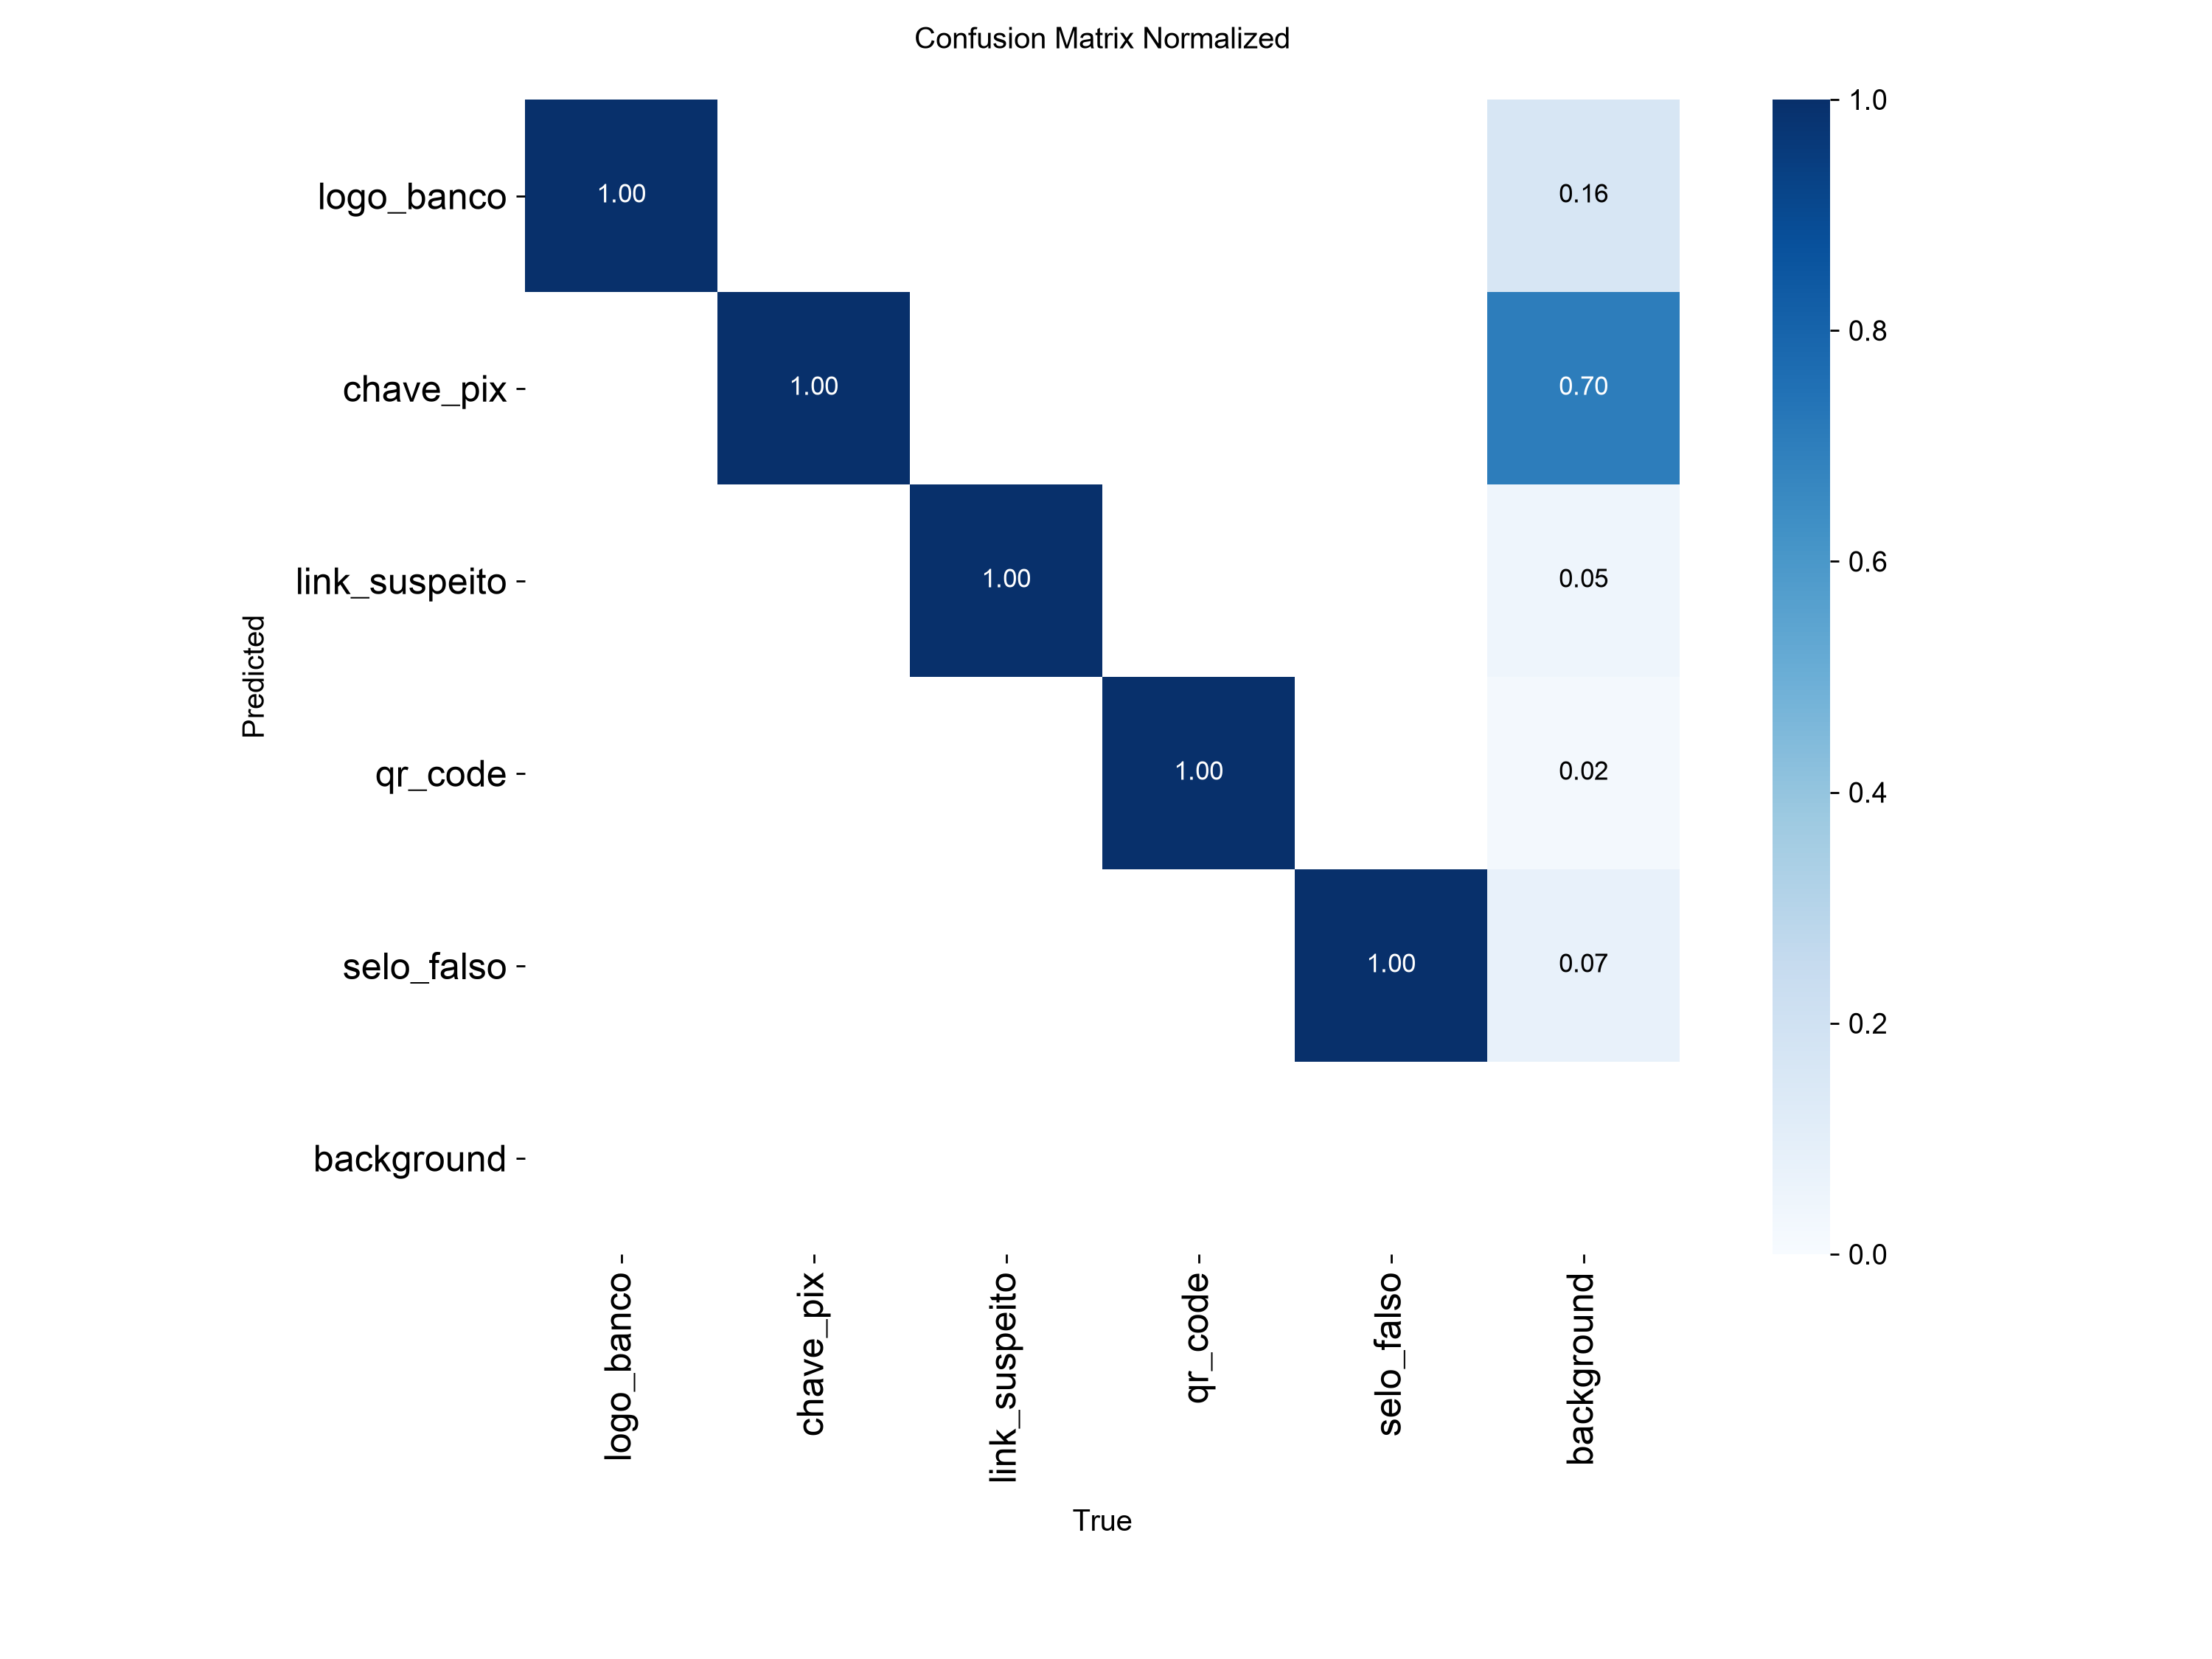 Confusion Matrix Normalized
logo_banco
1.00
0.16
chave_pix
1.00
0.70
link_suspeito
1.00
0.05
qr_code
1.00
0.02
selo_falso
1.00
0.07
background
Predicted
logo_banco
chave_pix
link_suspeito
qr_code
selo_falso
background
True
1.0
0.8
0.6
0.4
0.2
0.0